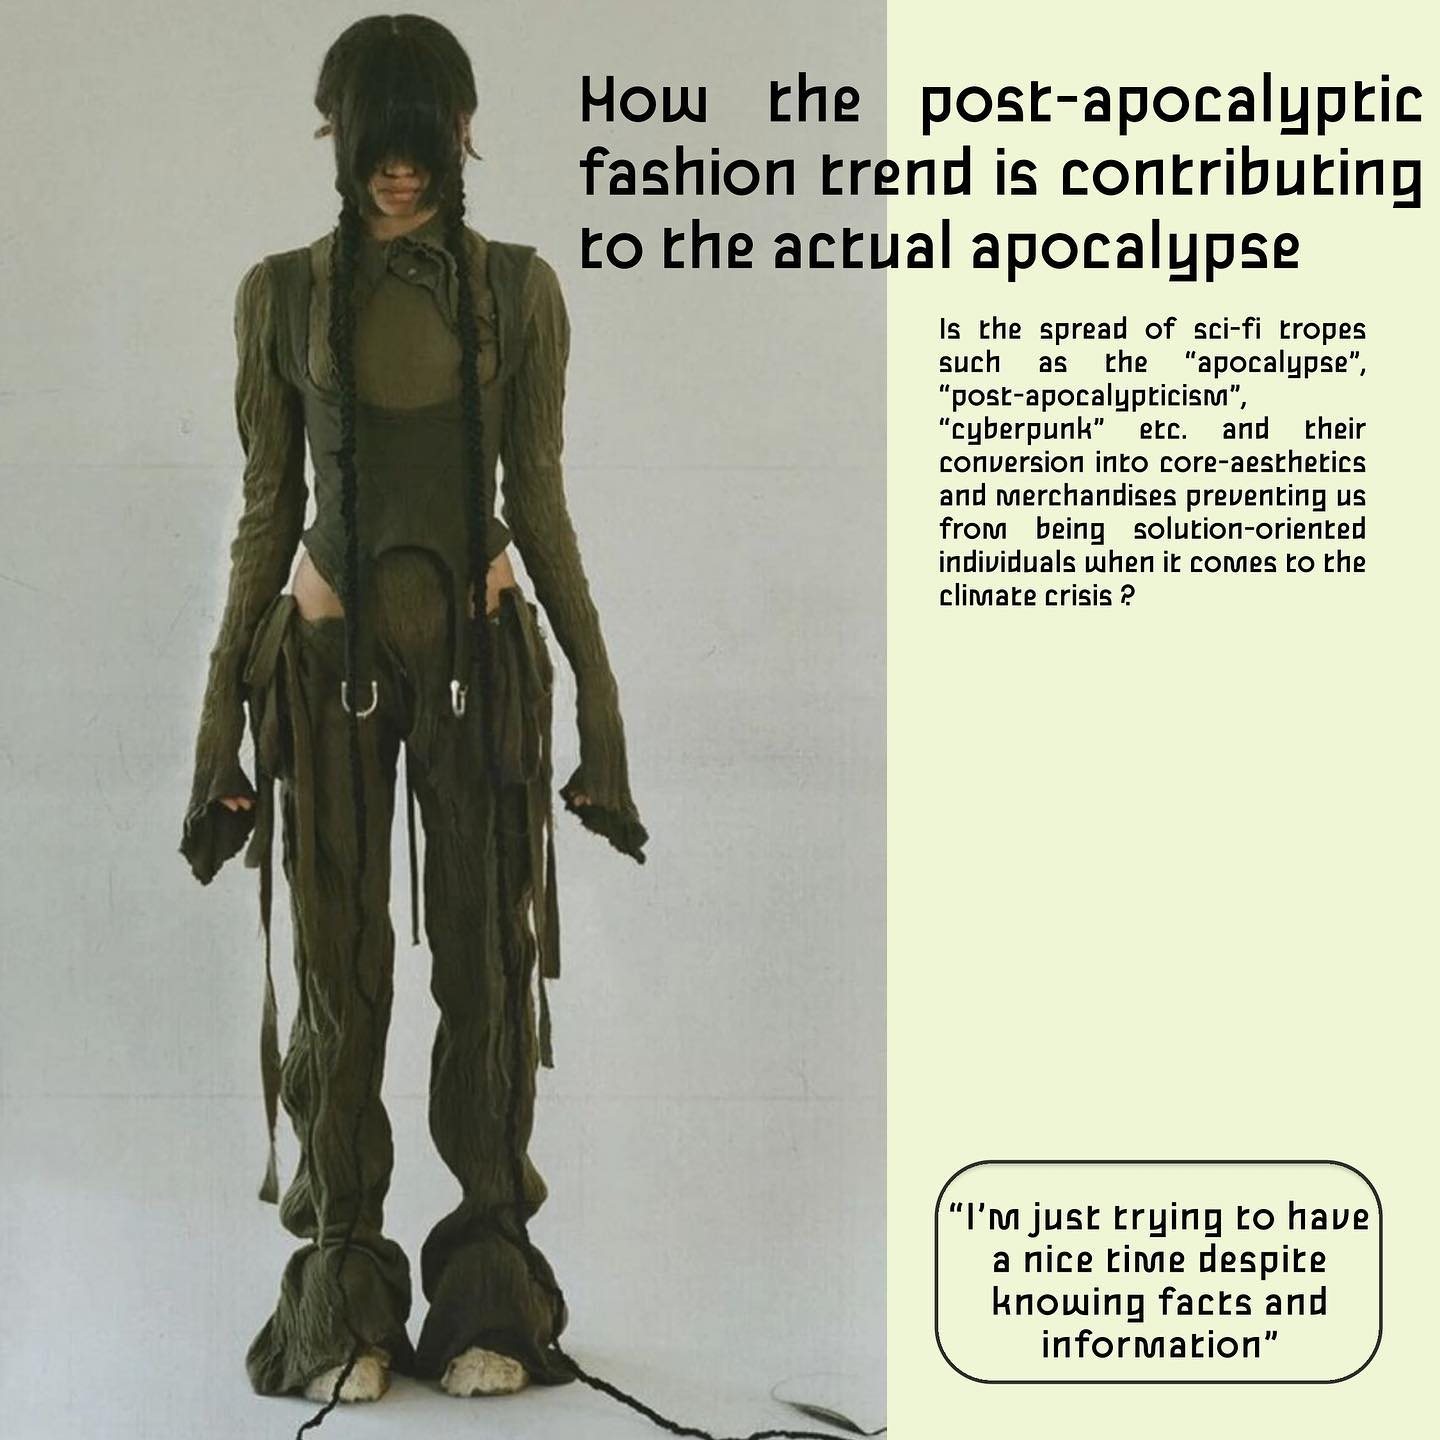 How the post-apocalyptic
fashion trend is contributing
to the actual apocalypse
Is the spread of sci-fi tropes
such as the “apocalypse”,
“post-apocalypticism”,
“cyberpunk” etc. and their
conversion into core-aesthetics
and merchandises preventing us
from being solution-oriented
individuals when it comes to the
climate crisis ?
“I’m just trying to have
a nice time despite
knowing facts and
information”